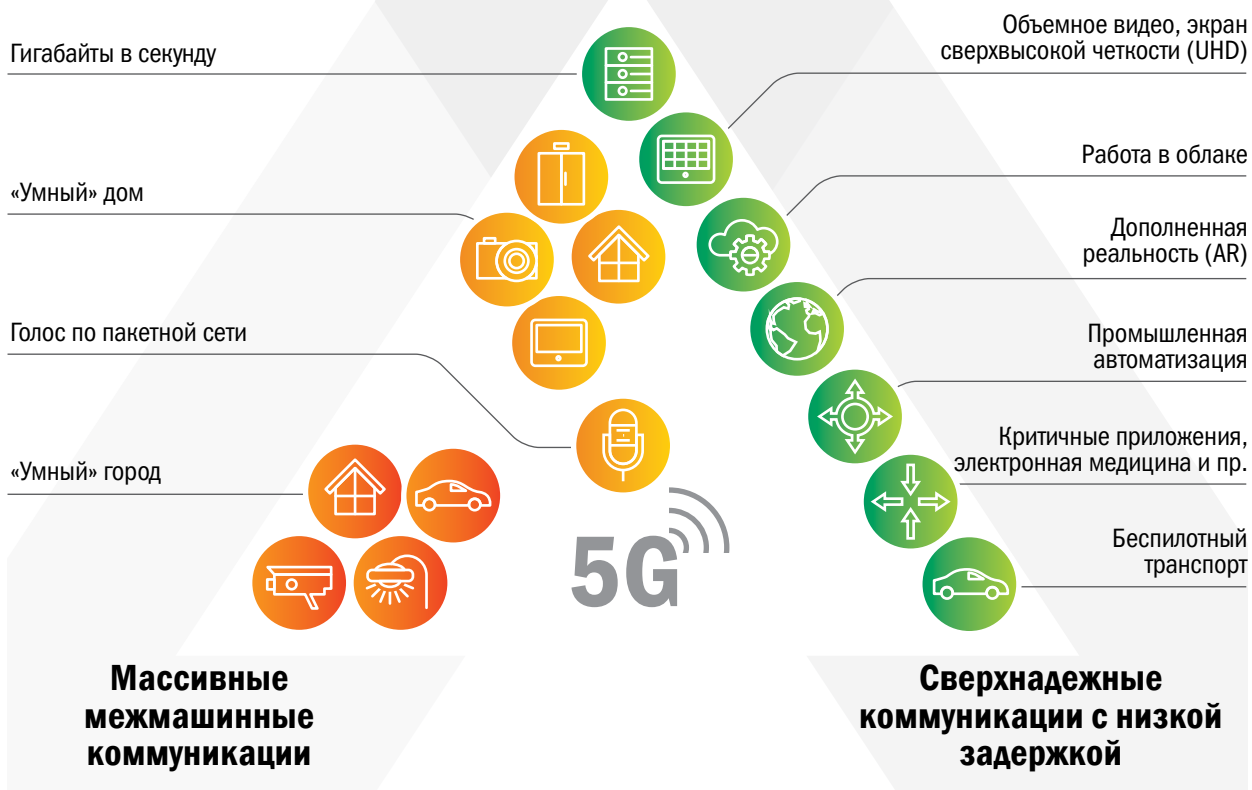 Гигабайты в секунду
«Умный» дом
Голос по пакетной сети
«Умный» город
Объемное видео, экран
сверхвысокой четкости (UHD)
Работа в облаке
Дополненная
реальность (AR)
Промышленная
автоматизация
Критичные приложения,
электронная медицина и пр.
Беспилотный
транспорт
5G
Массивные
межмашинные
коммуникации
Сверхнадежные
коммуникации с низкой
задержкой